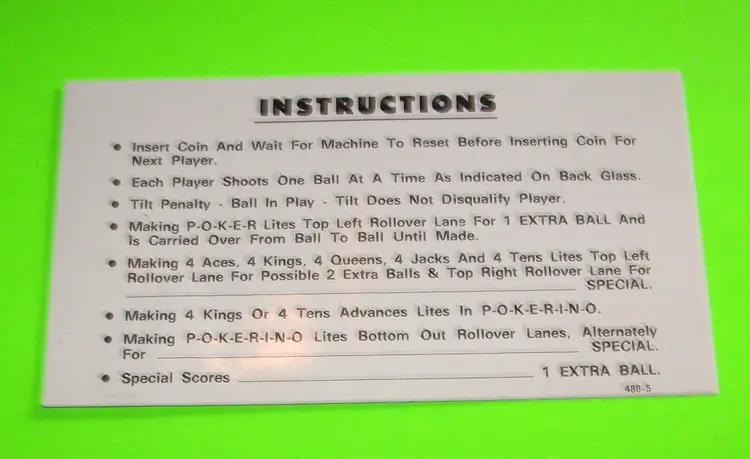 INSTRUCTIONS
• Insert Coin And Wait For Machine To Reset Before Inserting Coin For
Next Player.
• Each Player Shoots One Ball At A Time As Indicated On Back Glass.
• Tilt Penalty - Ball In Play - Tilt Does Not Disqualify Player.
• Making P-O-K-E-R Lites Top Left Rollover Lane For 1 EXTRA BALL And
is Carried Over From Ball To Ball Until Made.
• Making 4 Aces, 4 Kings, 4 Queens, 4 Jacks And 4 Tens Lites Top Left
Rollover Lane For Possible 2 Extra Balls & Top Right Rollover Lane For
SPECIAL.
• Making 4 Kings Or 4 Tens Advances Lites In P-O-K-E-R-I-N-O.
• Making P-O-K-E-R-I-N-O Lites Bottom Out Rollover Lanes, Alternately
For SPECIAL.
• Special Scores 1 EXTRA BALL.
488-5